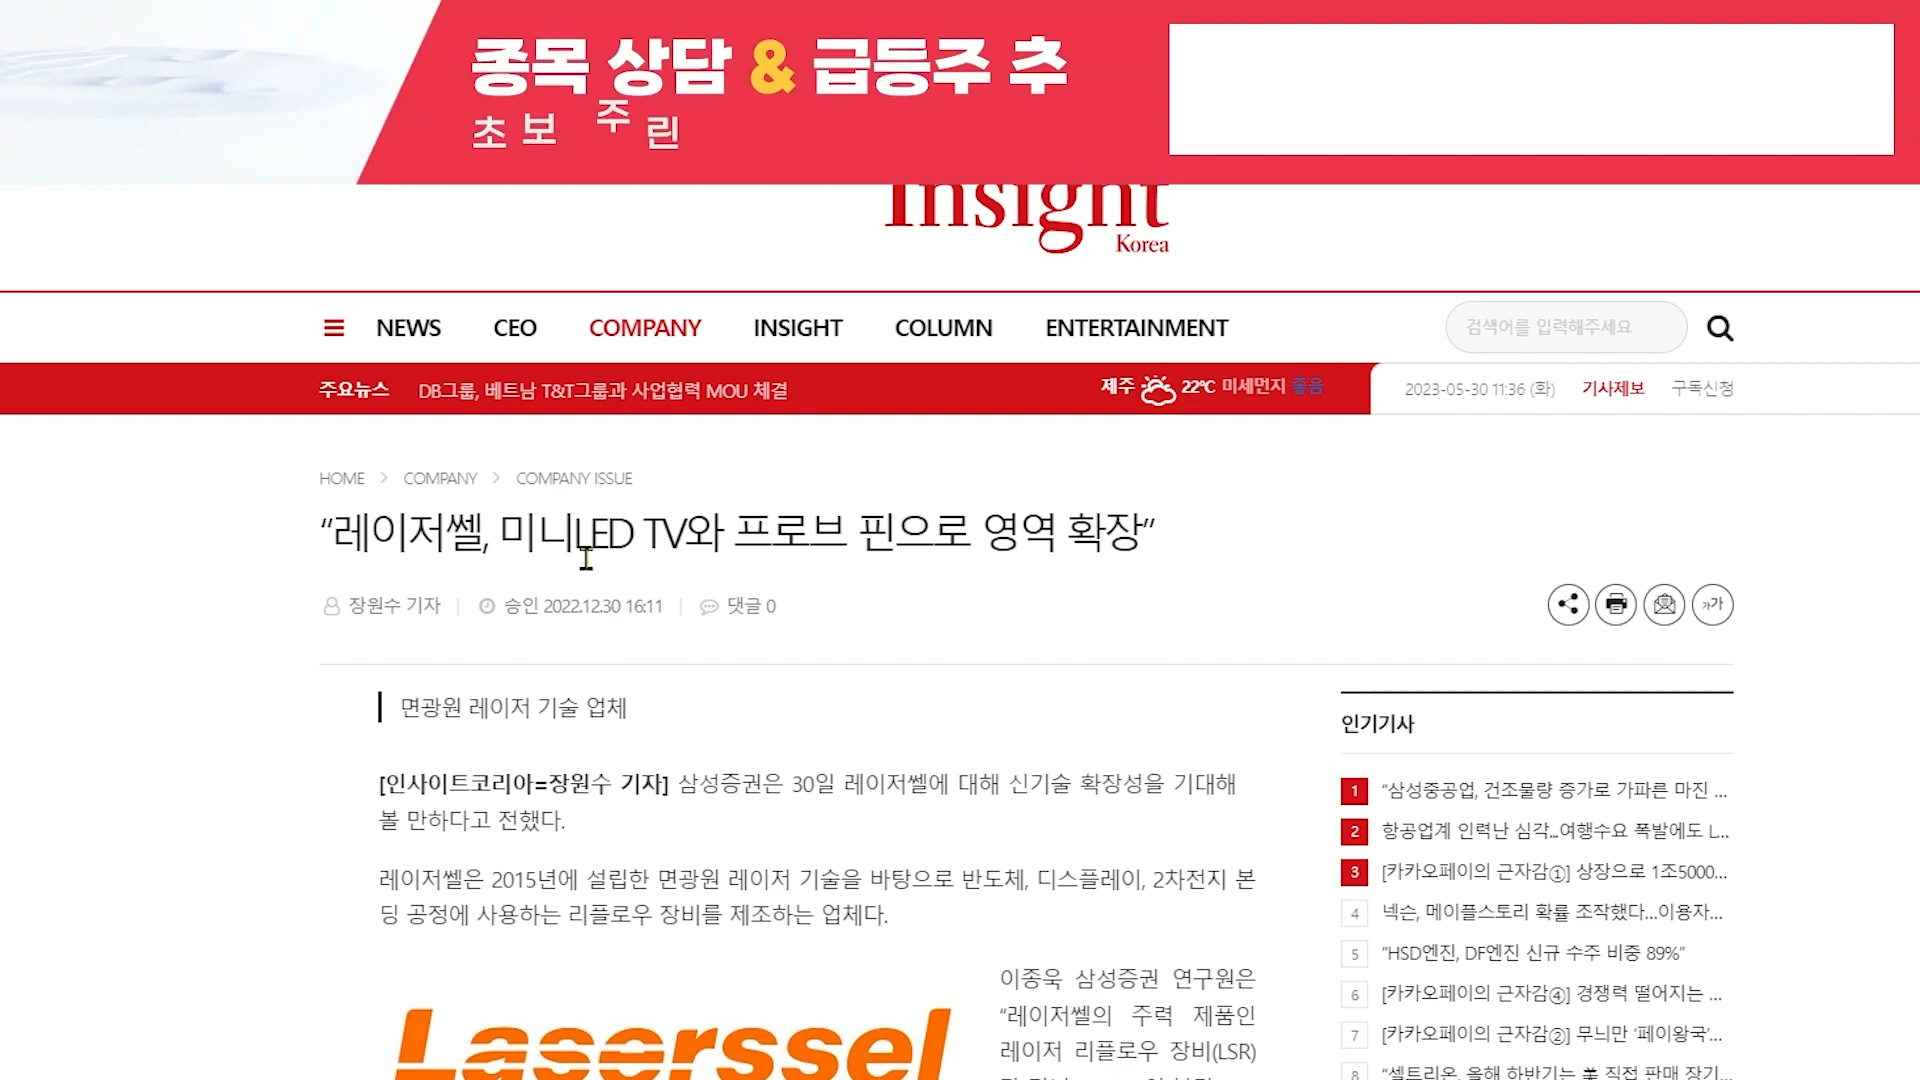 종목 상담 & 급등주 추
초보 주린
Insight
Korea
NEWS CEO COMPANY INSIGHT COLUMN ENTERTAINMENT
검색어를 입력해주세요
주요뉴스 DB그룹, 베트남 T&T그룹과 사업협력 MOU 체결
제주 22℃ 미세먼지 좋음
2023-05-30 11:36 (화) 기사제보 구독신청
HOME > COMPANY > COMPANY ISSUE
“레이저쎌, 미니LED TV와 프로브 핀으로 영역 확장”
장원수 기자 | 승인 2022.12.30 16:11 | 댓글 0
가가
면광원 레이저 기술 업체
[인사이트코리아=장원수 기자] 삼성증권은 30일 레이저쎌에 대해 신기술 확장성을 기대해
볼 만하다고 전했다.
레이저쎌은 2015년에 설립한 면광원 레이저 기술을 바탕으로 반도체, 디스플레이, 2차전지 본
딩 공정에 사용하는 리플로우 장비를 제조하는 업체다.
Laserssel
이종욱 삼성증권 연구원은
“레이저쎌의 주력 제품인
레이저 리플로우 장비(LSR)
인기기사
1 “삼성중공업, 건조물량 증가로 가파른 마진 ...
2 항공업계 인력난 심각…여행수요 폭발에도 L...
3 [카카오페이의 근자감①] 상장으로 1조5000...
4 넥슨, 메이플스토리 확률 조작했다…이용자...
5 “HSD엔진, DF엔진 신규 수주 비중 89%”
6 [카카오페이의 근자감④] 경쟁력 떨어지는 ...
7 [카카오페이의 근자감②] 무늬만 ‘페이왕국’...
8 “셀트리온, 올해 하반기는 美 직접 판매 장기...